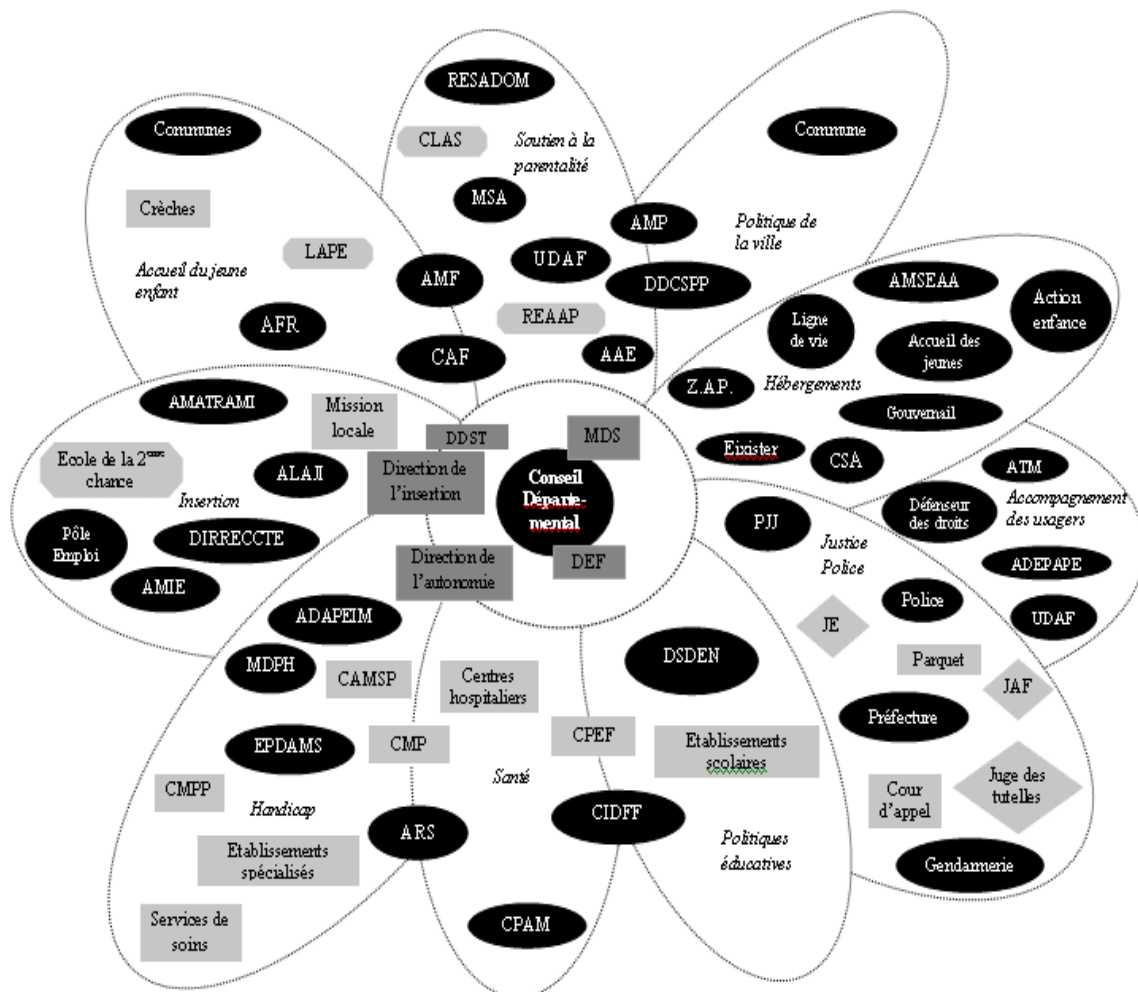 RESADOM
Communes
Commune
CLAS
Soutien à la
parentalité
MSA
Crèches
AMP
Politique de
la ville
LAPE
UDAF
Accueil du jeune
enfant
AMF
DDCSPP
AMSEAA
Action
enfance
Ligne
de vie
AFR
REAAP
Accueil des
jeunes
CAF
AAE
Z.A.P.
Hébergements
AMATRAMI
Mission
locale
Gouvernail
DDST
MDS
Eixister
CSA
Ecole de la 2ème
chance
ALAJI
Direction de
l’insertion
Conseil
Départe-
mental
ATM
Insertion
Défenseur
des droits
Accompagnement
des usagers
Pôle
Emploi
DIRRECCTE
PJJ
Justice
Police
Direction de
l’autonomie
DEF
ADEPAPE
AMIE
ADAPEIM
Police
UDAF
JE
MDPH
DSDEN
Parquet
CAMSP
Centres
hospitaliers
JAF
Préfecture
EPDAMS
CMP
CPEF
Etablissements
scolaires
CMPP
Santé
Juge des
tutelles
Handicap
Cour
d’appel
ARS
CIDFF
Politiques
éducatives
Etablissements
spécialisés
Gendarmerie
Services de
soins
CPAM